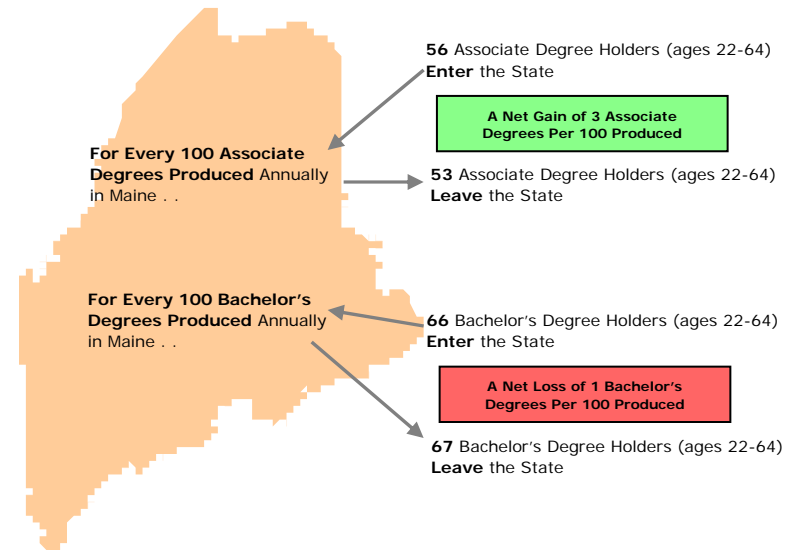 56 Associate Degree Holders (ages 22-64)
Enter the State
A Net Gain of 3 Associate
Degrees Per 100 Produced
For Every 100 Associate
Degrees Produced Annually
in Maine . .
53 Associate Degree Holders (ages 22-64)
Leave the State
For Every 100 Bachelor's
Degrees Produced Annually
in Maine . .
66 Bachelor's Degree Holders (ages 22-64)
Enter the State
A Net Loss of 1 Bachelor's
Degrees Per 100 Produced
67 Bachelor's Degree Holders (ages 22-64)
Leave the State